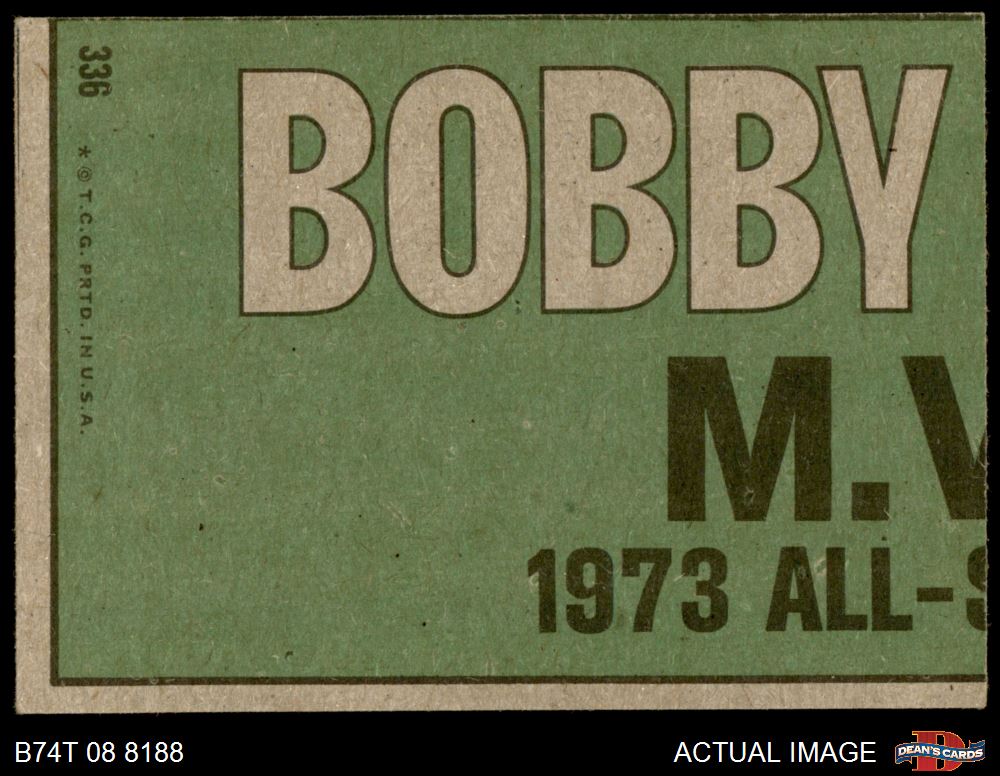 336 * © T.C.G. PRTD. IN U.S.A.
BOBBY
M.V
1973 ALL-S
B74T 08 8188
ACTUAL IMAGE
DEAN'S CARDS